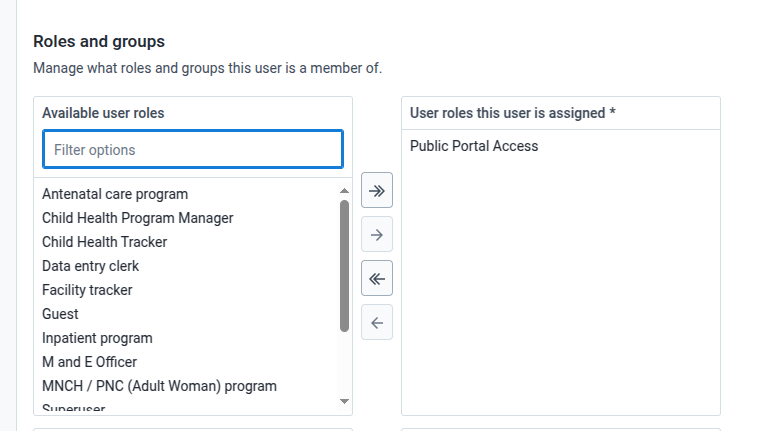 Roles and groups
Manage what roles and groups this user is a member of.
Available user roles
Filter options
Antenatal care program
Child Health Program Manager
Child Health Tracker
Data entry clerk
Facility tracker
Guest
Inpatient program
M and E Officer
MNCH / PNC (Adult Woman) program
Superuser
User roles this user is assigned *
Public Portal Access